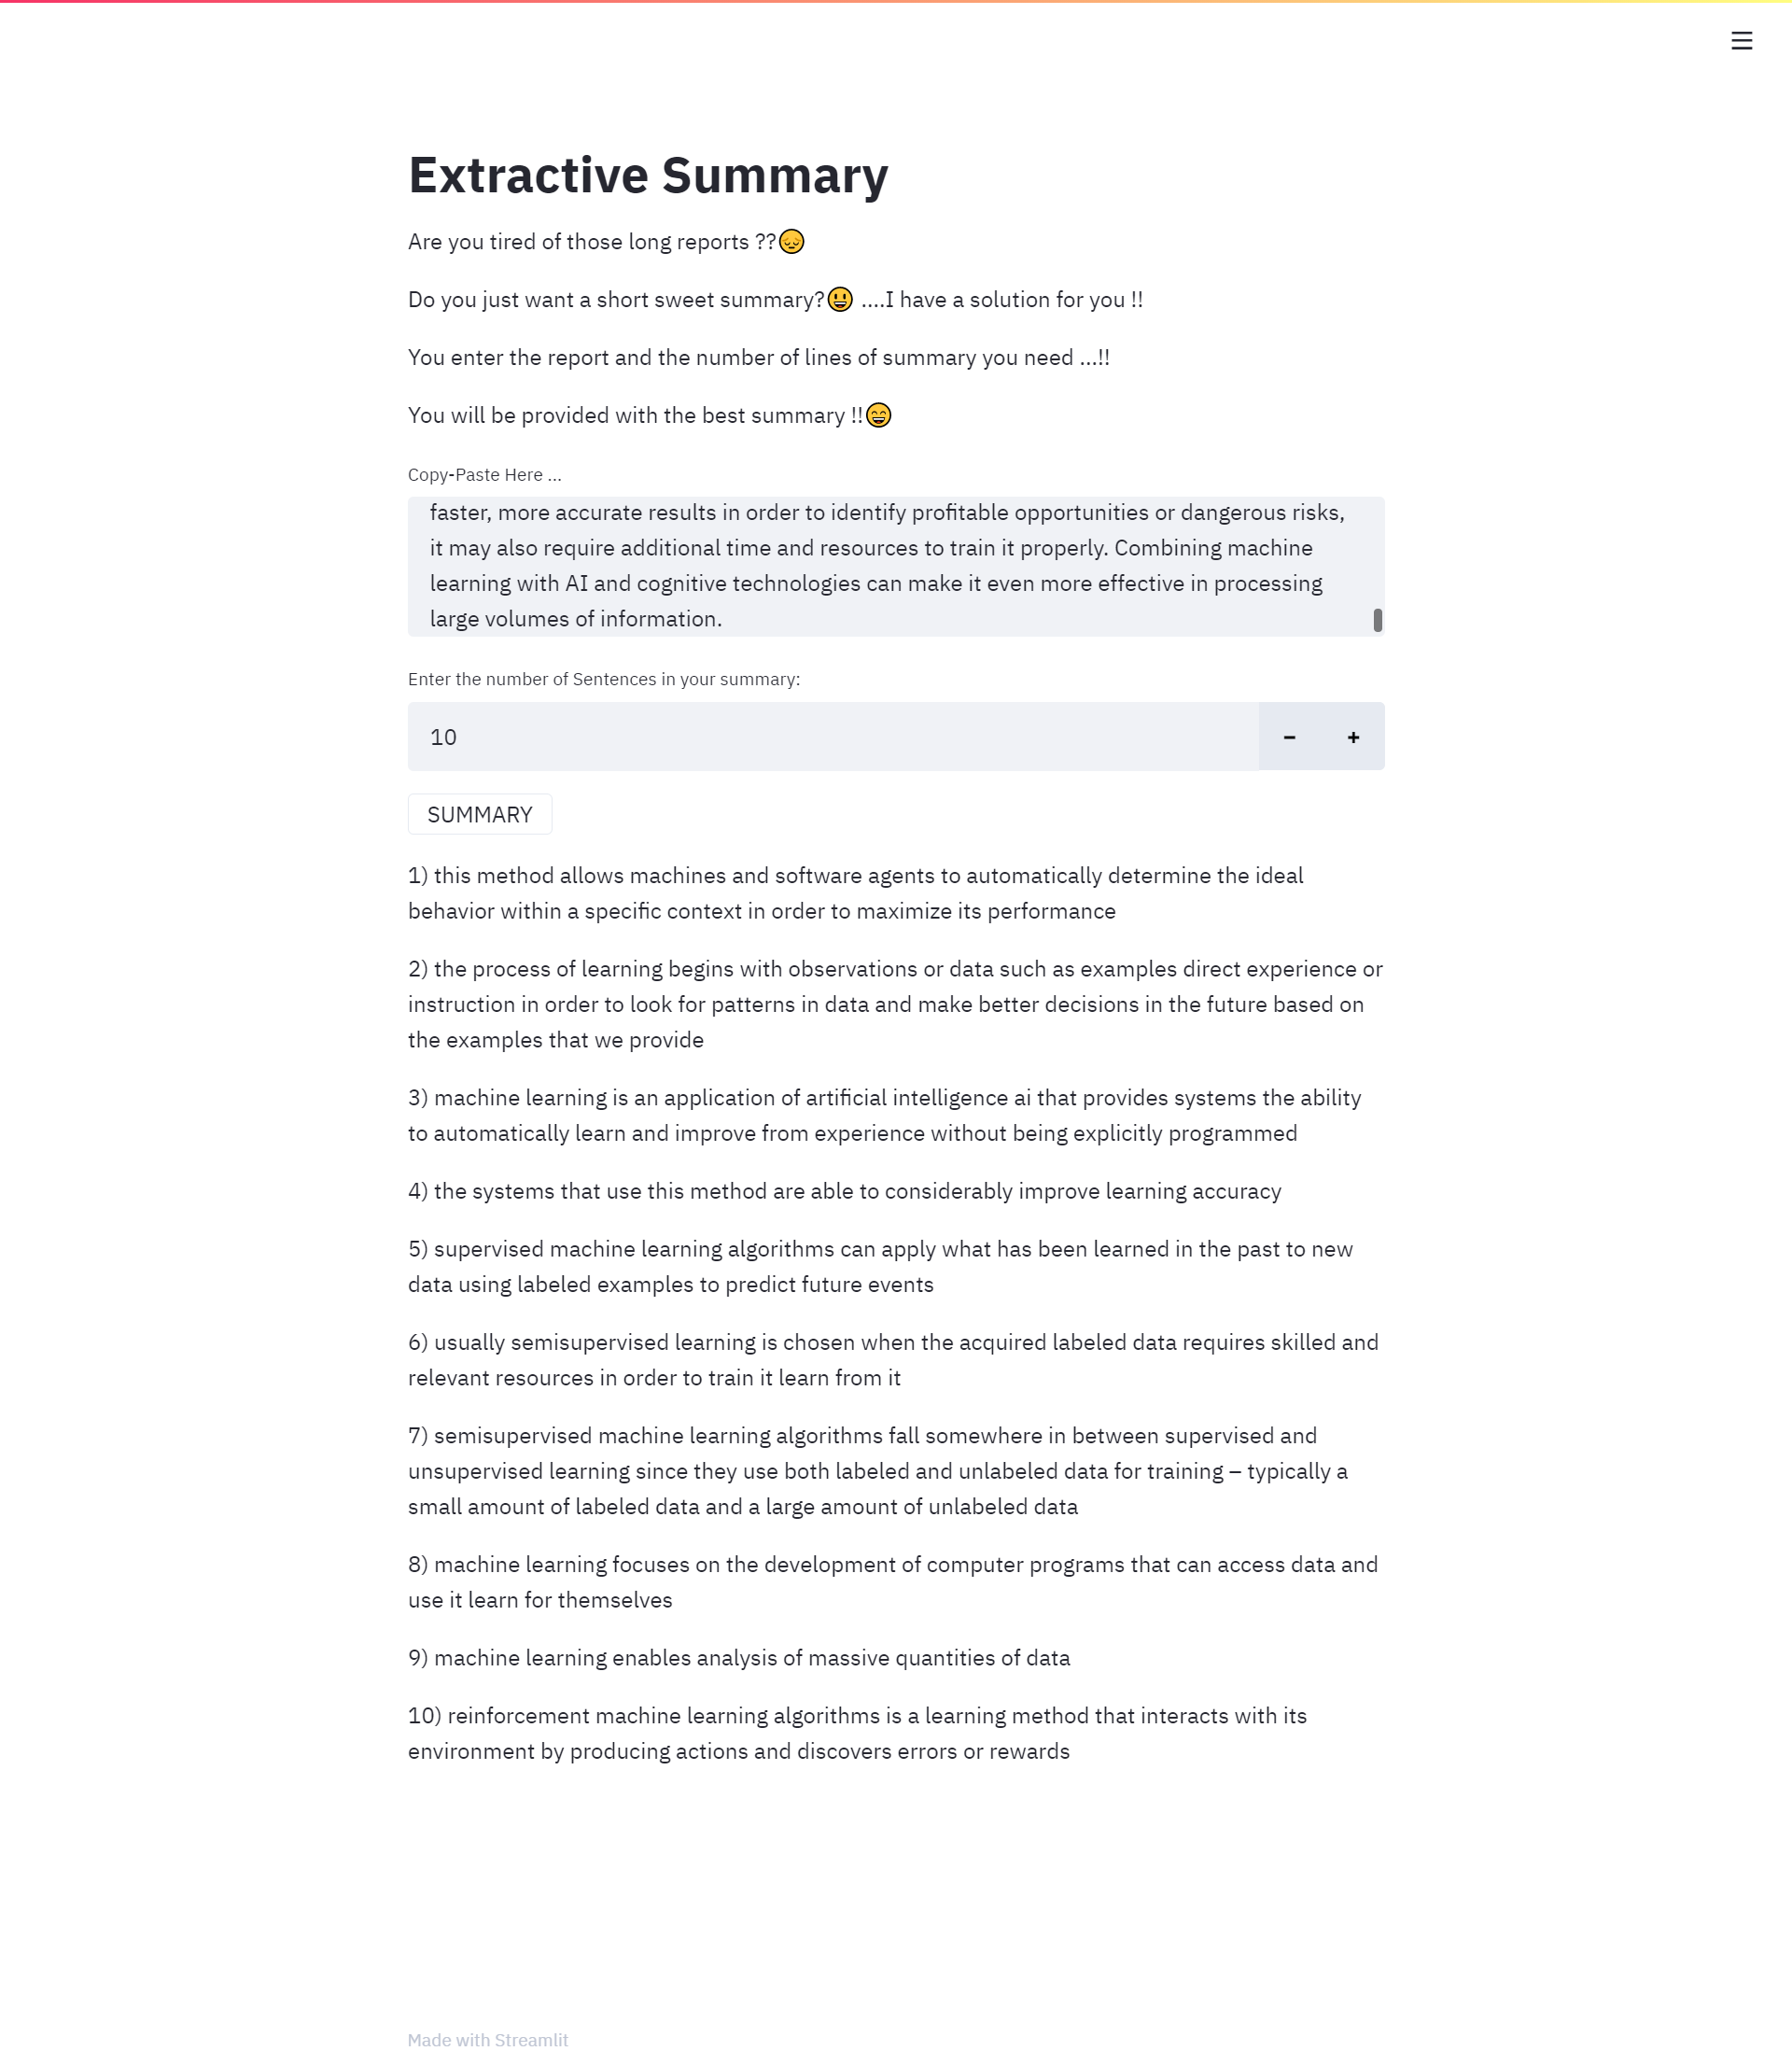 Extractive Summary
Are you tired of those long reports ??😔
Do you just want a short sweet summary?😃 ....I have a solution for you !!
You enter the report and the number of lines of summary you need ...!!
You will be provided with the best summary !!😄
Copy-Paste Here ...
faster, more accurate results in order to identify profitable opportunities or dangerous risks,
it may also require additional time and resources to train it properly. Combining machine
learning with AI and cognitive technologies can make it even more effective in processing
large volumes of information.
Enter the number of Sentences in your summary:
10 − +
SUMMARY
1) this method allows machines and software agents to automatically determine the ideal
behavior within a specific context in order to maximize its performance
2) the process of learning begins with observations or data such as examples direct experience or
instruction in order to look for patterns in data and make better decisions in the future based on
the examples that we provide
3) machine learning is an application of artificial intelligence ai that provides systems the ability
to automatically learn and improve from experience without being explicitly programmed
4) the systems that use this method are able to considerably improve learning accuracy
5) supervised machine learning algorithms can apply what has been learned in the past to new
data using labeled examples to predict future events
6) usually semisupervised learning is chosen when the acquired labeled data requires skilled and
relevant resources in order to train it learn from it
7) semisupervised machine learning algorithms fall somewhere in between supervised and
unsupervised learning since they use both labeled and unlabeled data for training – typically a
small amount of labeled data and a large amount of unlabeled data
8) machine learning focuses on the development of computer programs that can access data and
use it learn for themselves
9) machine learning enables analysis of massive quantities of data
10) reinforcement machine learning algorithms is a learning method that interacts with its
environment by producing actions and discovers errors or rewards
Made with Streamlit